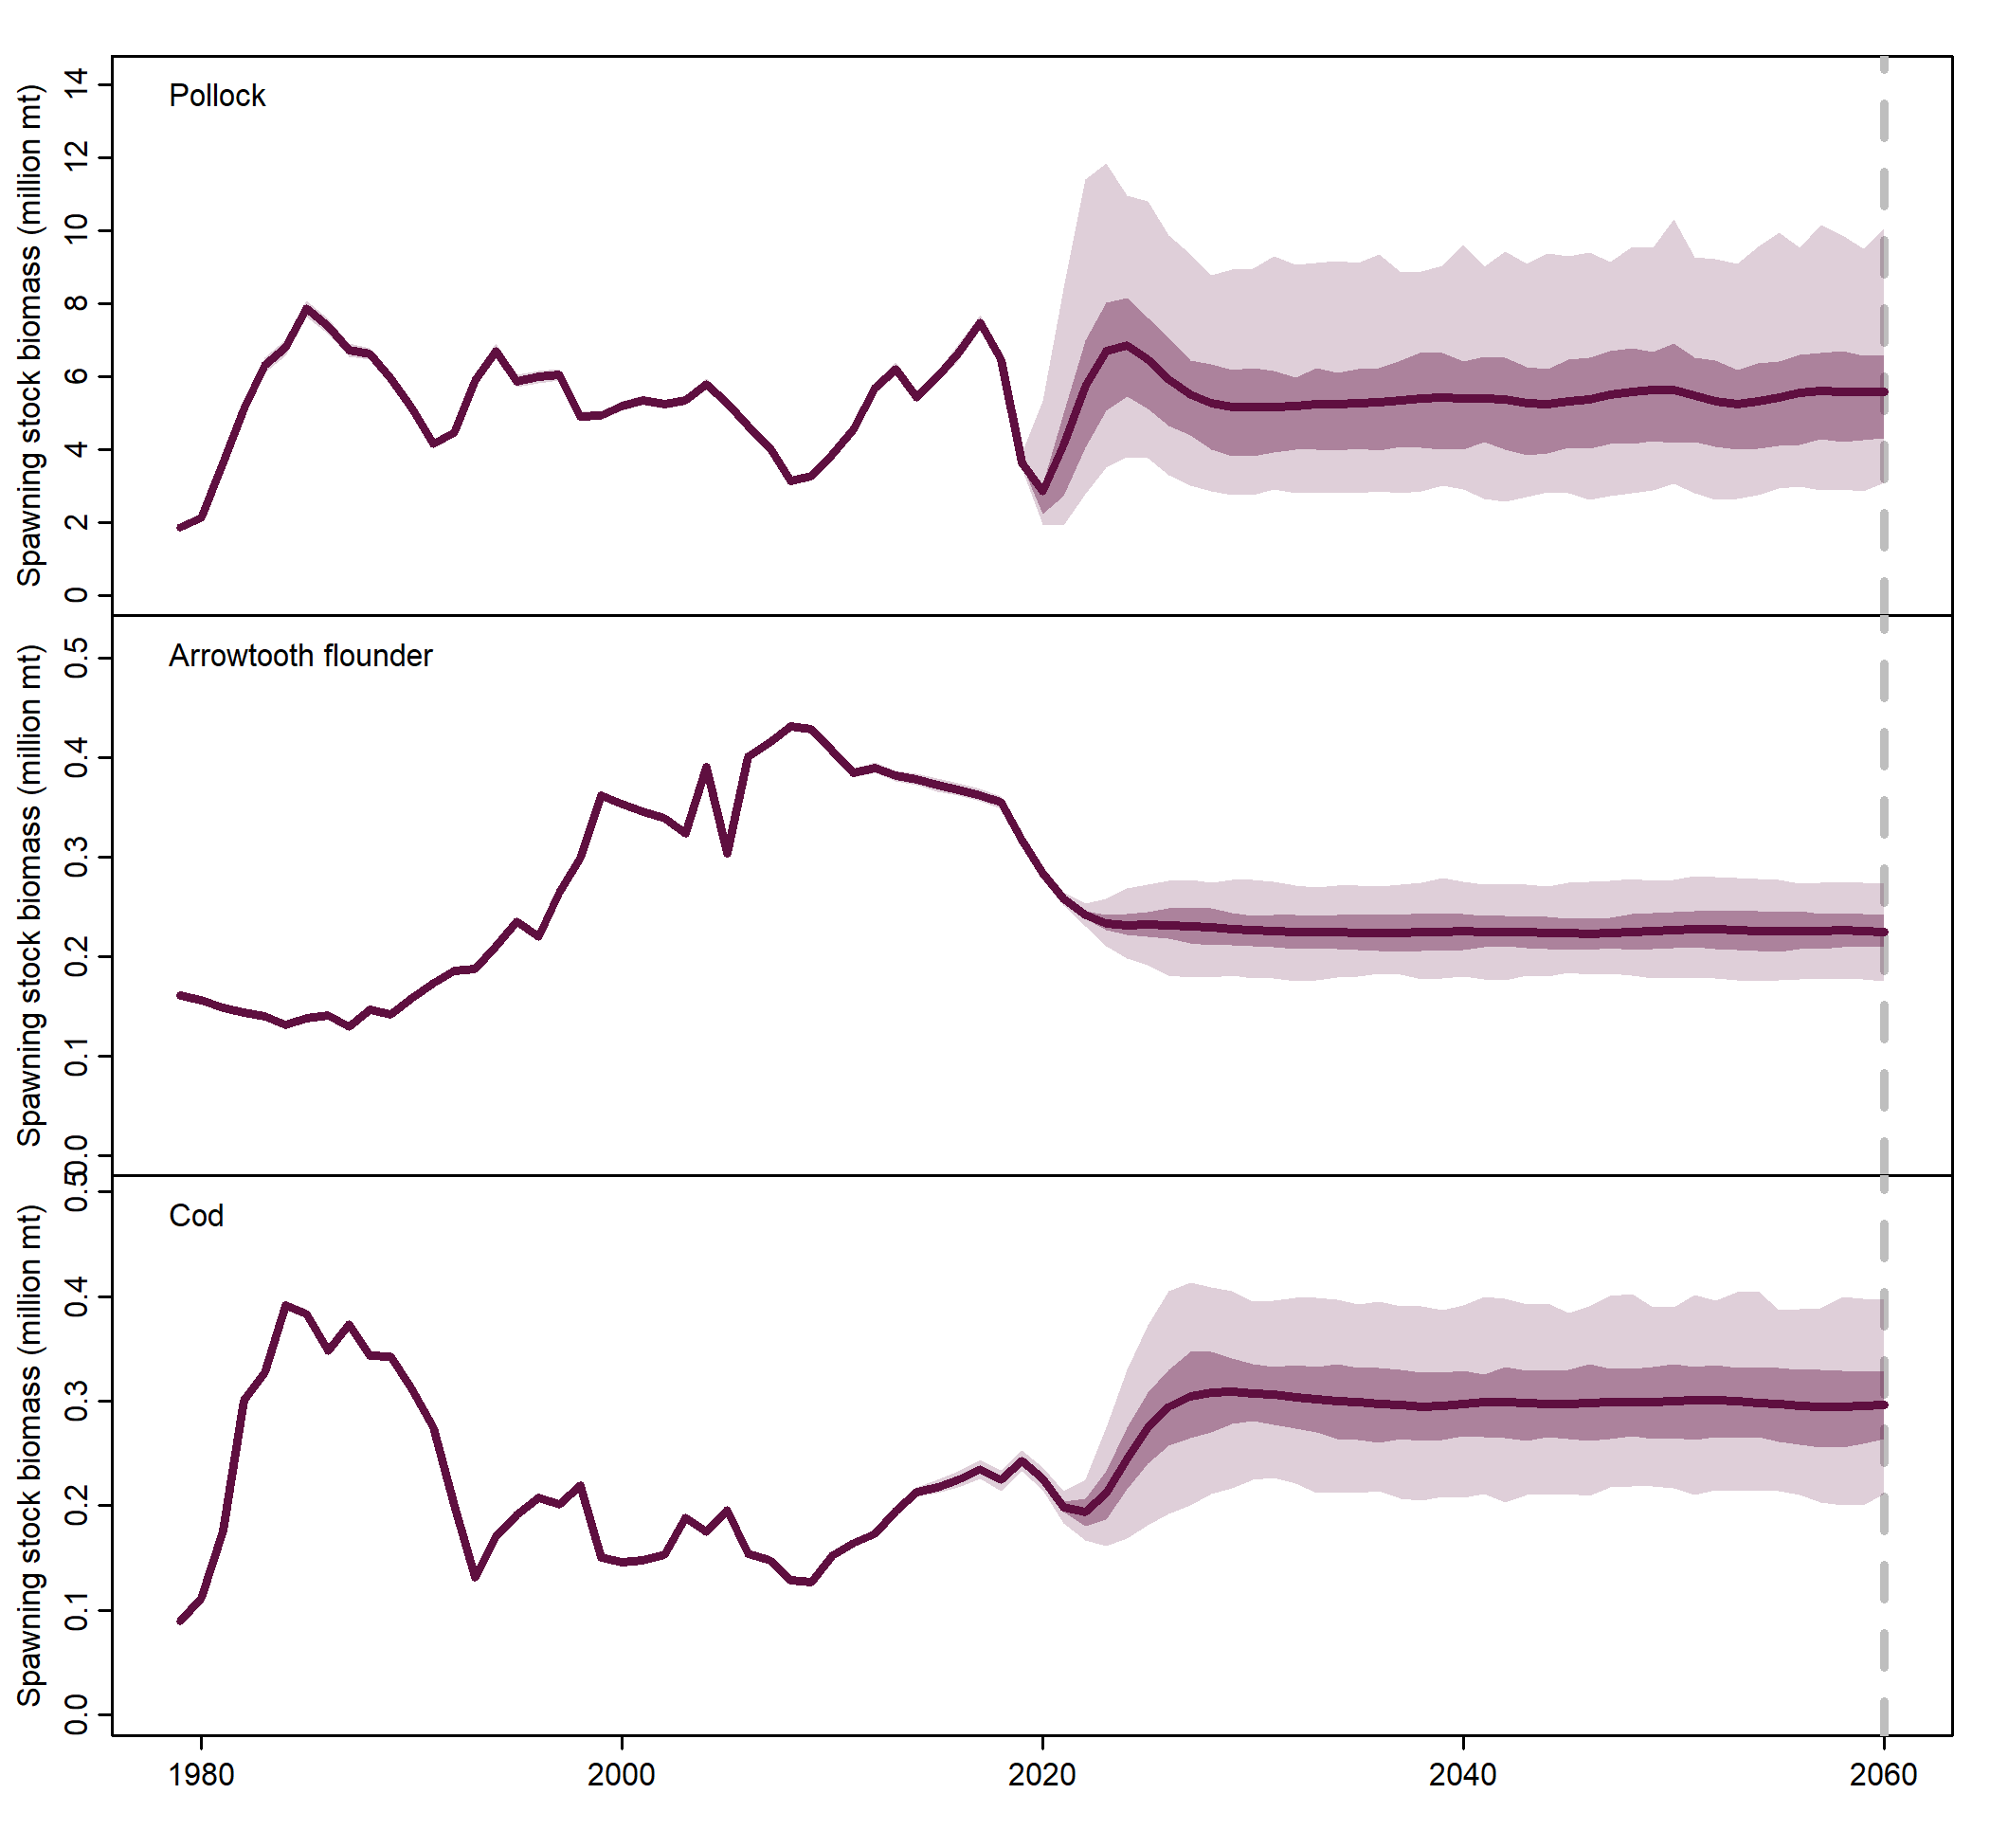 Pollock
Spawning stock biomass (million mt)
14
12
10
8
6
4
2
0
Arrowtooth flounder
Spawning stock biomass (million mt)
0.5
0.4
0.3
0.2
0.1
0.0
Cod
Spawning stock biomass (million mt)
0.5
0.4
0.3
0.2
0.1
0.0
1980 2000 2020 2040 2060